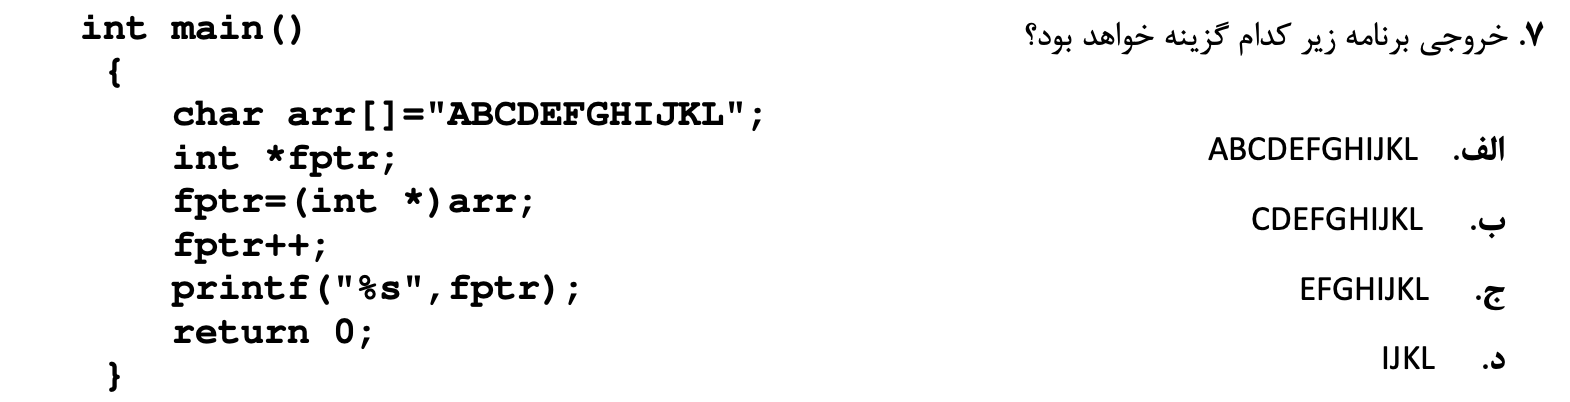 ۷. خروجی برنامه زیر کدام گزینه خواهد بود؟
int main()
{
char arr[]="ABCDEFGHIJKL";
int *fptr;
fptr=(int *)arr;
fptr++;
printf("%s",fptr);
return 0;
}
الف. ABCDEFGHIJKL
ب. CDEFGHIJKL
ج. EFGHIJKL
د. IJKL